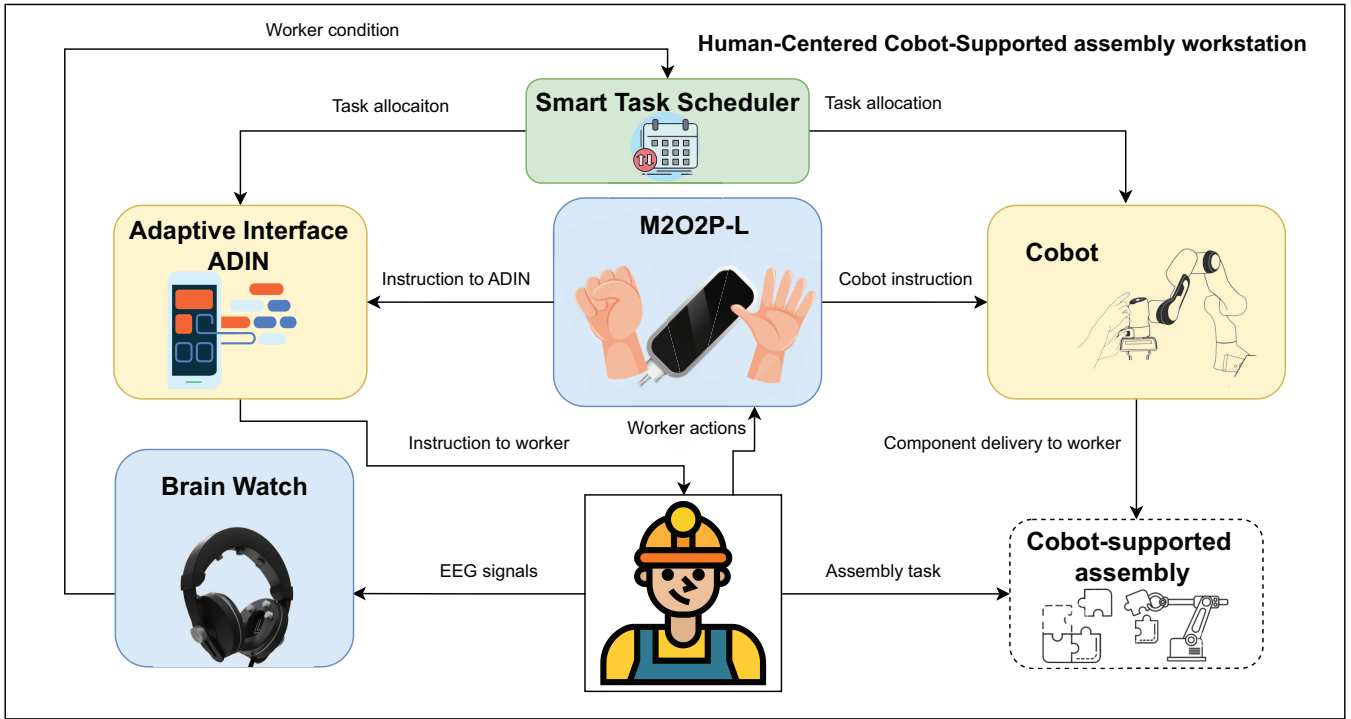 Worker condition
Human-Centered Cobot-Supported assembly workstation
Smart Task Scheduler
Task allocaiton
Task allocation
Adaptive Interface
ADIN
M2O2P-L
Cobot
Instruction to ADIN
Cobot instruction
Instruction to worker
Worker actions
Component delivery to worker
Brain Watch
Cobot-supported
assembly
EEG signals
Assembly task